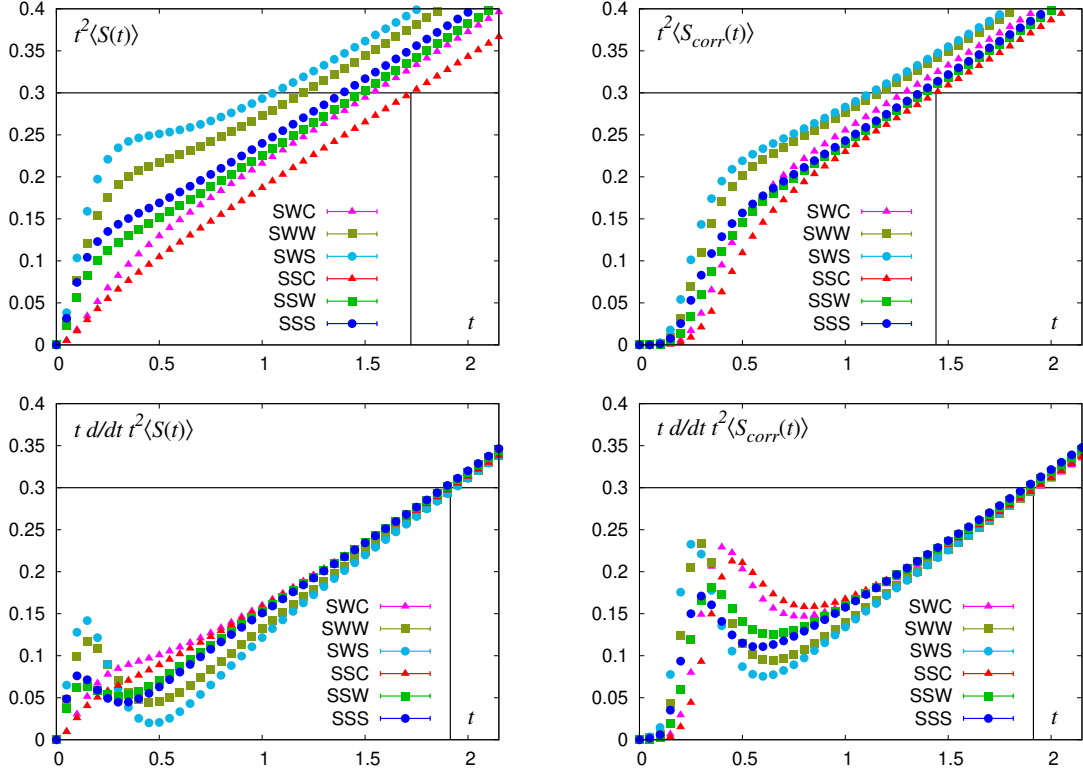 t²⟨S(t)⟩
0.4
0.35
0.3
0.25
0.2
0.15
0.1
0.05
0
SWC
SWW
SWS
SSC
SSW
SSS
t
0 0.5 1 1.5 2
t²⟨S_corr(t)⟩
0.4
0.35
0.3
0.25
0.2
0.15
0.1
0.05
0
SWC
SWW
SWS
SSC
SSW
SSS
t
0 0.5 1 1.5 2
t d/dt t²⟨S(t)⟩
0.4
0.35
0.3
0.25
0.2
0.15
0.1
0.05
0
SWC
SWW
SWS
SSC
SSW
SSS
t
0 0.5 1 1.5 2
t d/dt t²⟨S_corr(t)⟩
0.4
0.35
0.3
0.25
0.2
0.15
0.1
0.05
0
SWC
SWW
SWS
SSC
SSW
SSS
t
0 0.5 1 1.5 2